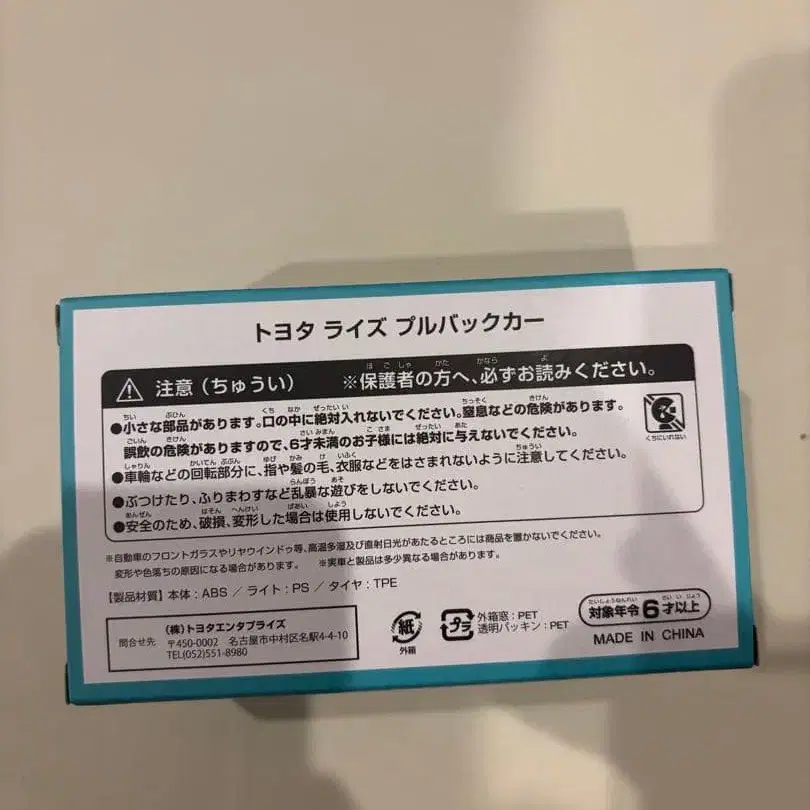 トヨタ ライズ プルバックカー
注意（ちゅうい） ※保護者の方へ、必ずお読みください。
●小さな部品があります。口の中に絶対入れないでください。窒息などの危険があります。
誤飲の危険がありますので、6才未満のお子様には絶対に与えないでください。
●車輪などの回転部分に、指や髪の毛、衣服などをはさまれないように注意してください。
●ぶつけたり、ふりまわすなど乱暴な遊びをしないでください。
●安全のため、破損、変形した場合は使用しないでください。
くちにいれない
※自動車のフロントガラスやリヤウインドゥ等、高温多湿及び直射日光があたるところには商品を置かないでください。
変形や色落ちの原因になる場合があります。 ※実車と製品は多少異なる場合があります。
【製品材質】本体：ABS ／ ライト：PS ／ タイヤ：TPE
問合せ先
（株）トヨタエンタプライズ
〒450-0002 名古屋市中村区名駅4-4-10
TEL(052)551-8980
紙
外箱
プラ
外箱窓：PET
透明パッキン：PET
対象年令6才以上
MADE IN CHINA